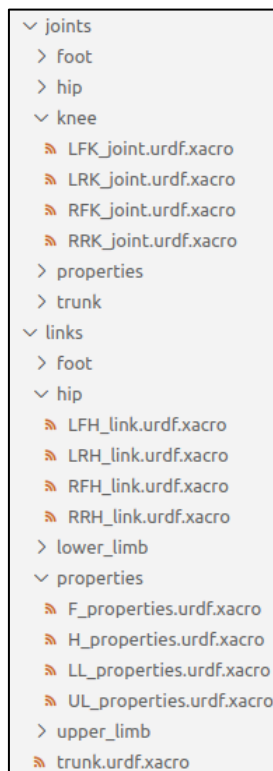 joints
foot
hip
knee
LFK_joint.urdf.xacro
LRK_joint.urdf.xacro
RFK_joint.urdf.xacro
RRK_joint.urdf.xacro
properties
trunk
links
foot
hip
LFH_link.urdf.xacro
LRH_link.urdf.xacro
RFH_link.urdf.xacro
RRH_link.urdf.xacro
lower_limb
properties
F_properties.urdf.xacro
H_properties.urdf.xacro
LL_properties.urdf.xacro
UL_properties.urdf.xacro
upper_limb
trunk.urdf.xacro